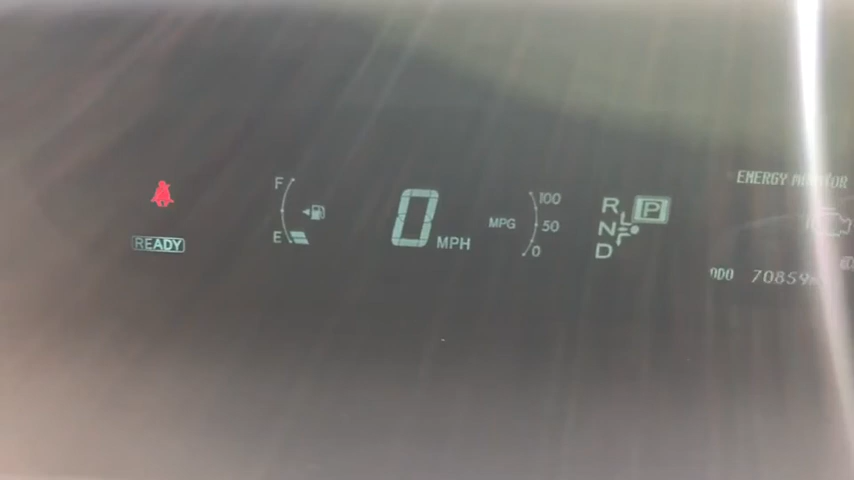 READY
F
E
0 MPH
MPG
100
50
0
R
N
D
P
ENERGY MONITOR
ODO 70859